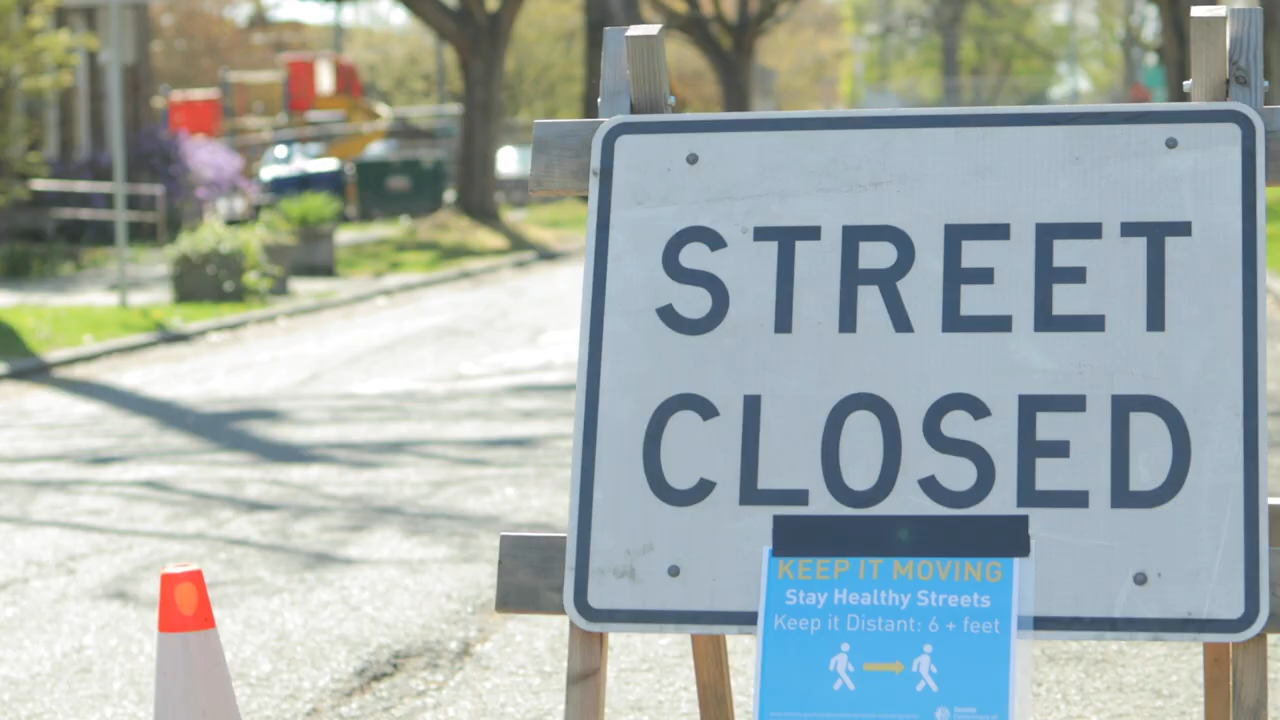 STREET
CLOSED
KEEP IT MOVING
Stay Healthy Streets
Keep it Distant: 6 + feet